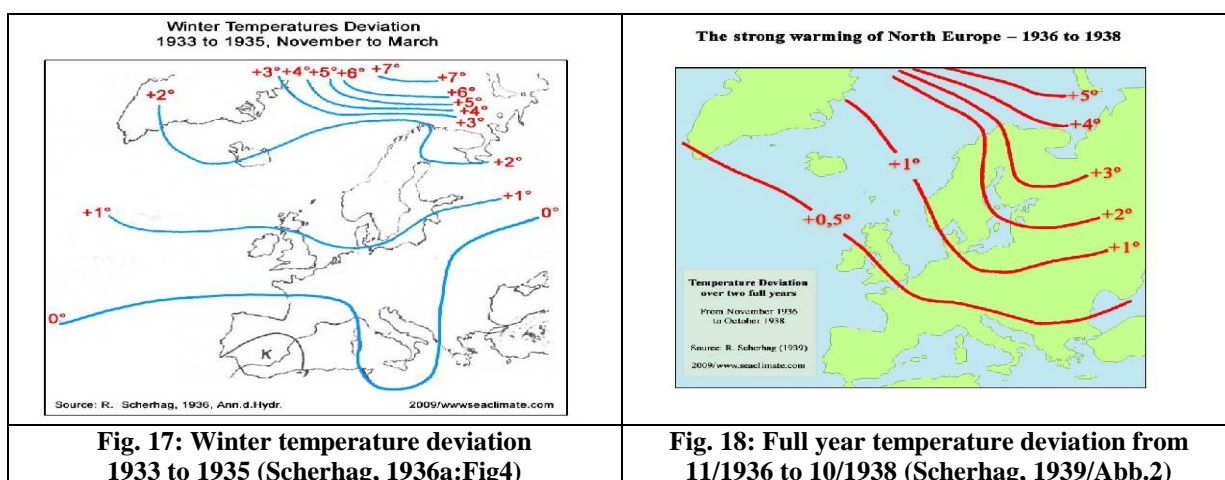 Winter Temperatures Deviation
1933 to 1935, November to March
+3° +4° +5° +6° +7°
+7°
+6°
+5°
+4°
+3°
+2°
+2°
+1°
+1°
0°
0°
K
Source: R. Scherhag, 1936, Ann.d.Hydr.
2009/wwwseaclimate.com
Fig. 17: Winter temperature deviation
1933 to 1935 (Scherhag, 1936a:Fig4)
The strong warming of North Europe – 1936 to 1938
+5°
+4°
+3°
+2°
+1°
+1°
+0,5°
Temperature Deviation
over two full years
From November 1936
to October 1938
Source: R. Scherhag (1939)
2009/www.seaclimate.com
Fig. 18: Full year temperature deviation from
11/1936 to 10/1938 (Scherhag, 1939/Abb.2)